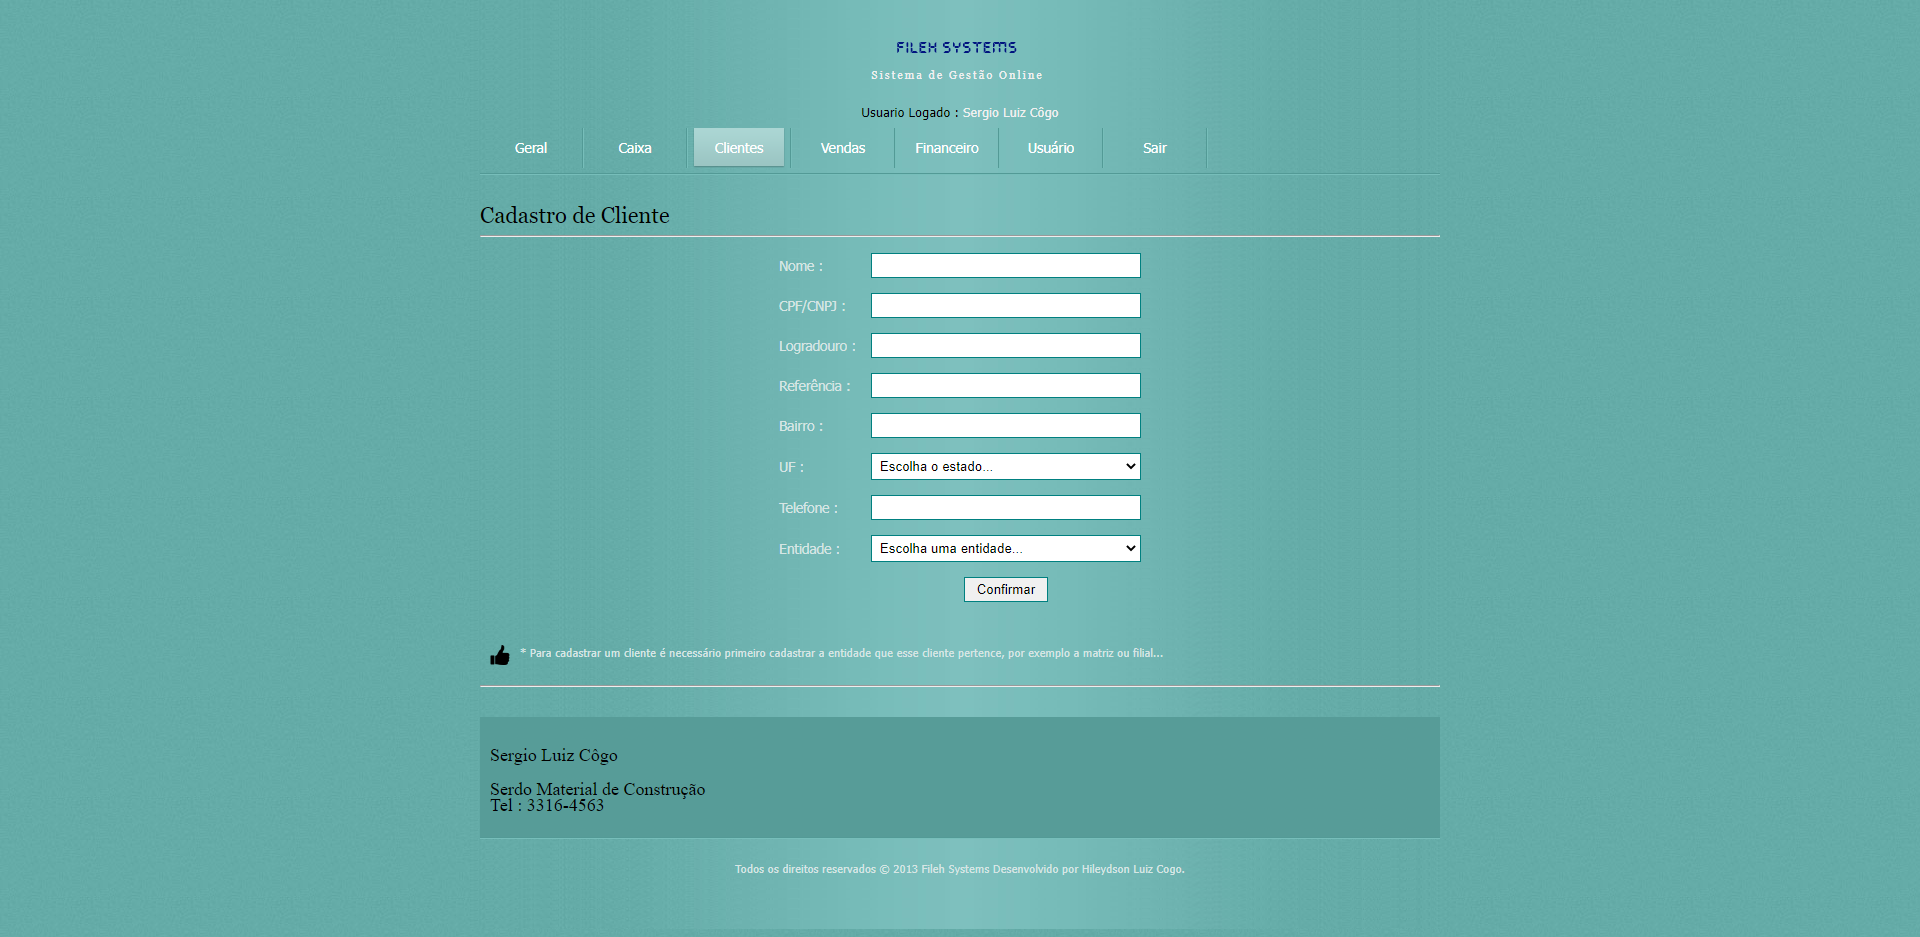 FILEH SYSTEMS
Sistema de Gestão Online
Usuario Logado : Sergio Luiz Côgo
Geral Caixa Clientes Vendas Financeiro Usuário Sair
Cadastro de Cliente
Nome :
CPF/CNPJ :
Logradouro :
Referência :
Bairro :
UF : Escolha o estado...
Telefone :
Entidade : Escolha uma entidade...
Confirmar
* Para cadastrar um cliente é necessário primeiro cadastrar a entidade que esse cliente pertence, por exemplo a matriz ou filial...
Sergio Luiz Côgo
Serdo Material de Construção
Tel : 3316-4563
Todos os direitos reservados © 2013 Fileh Systems Desenvolvido por Hileydson Luiz Cogo.